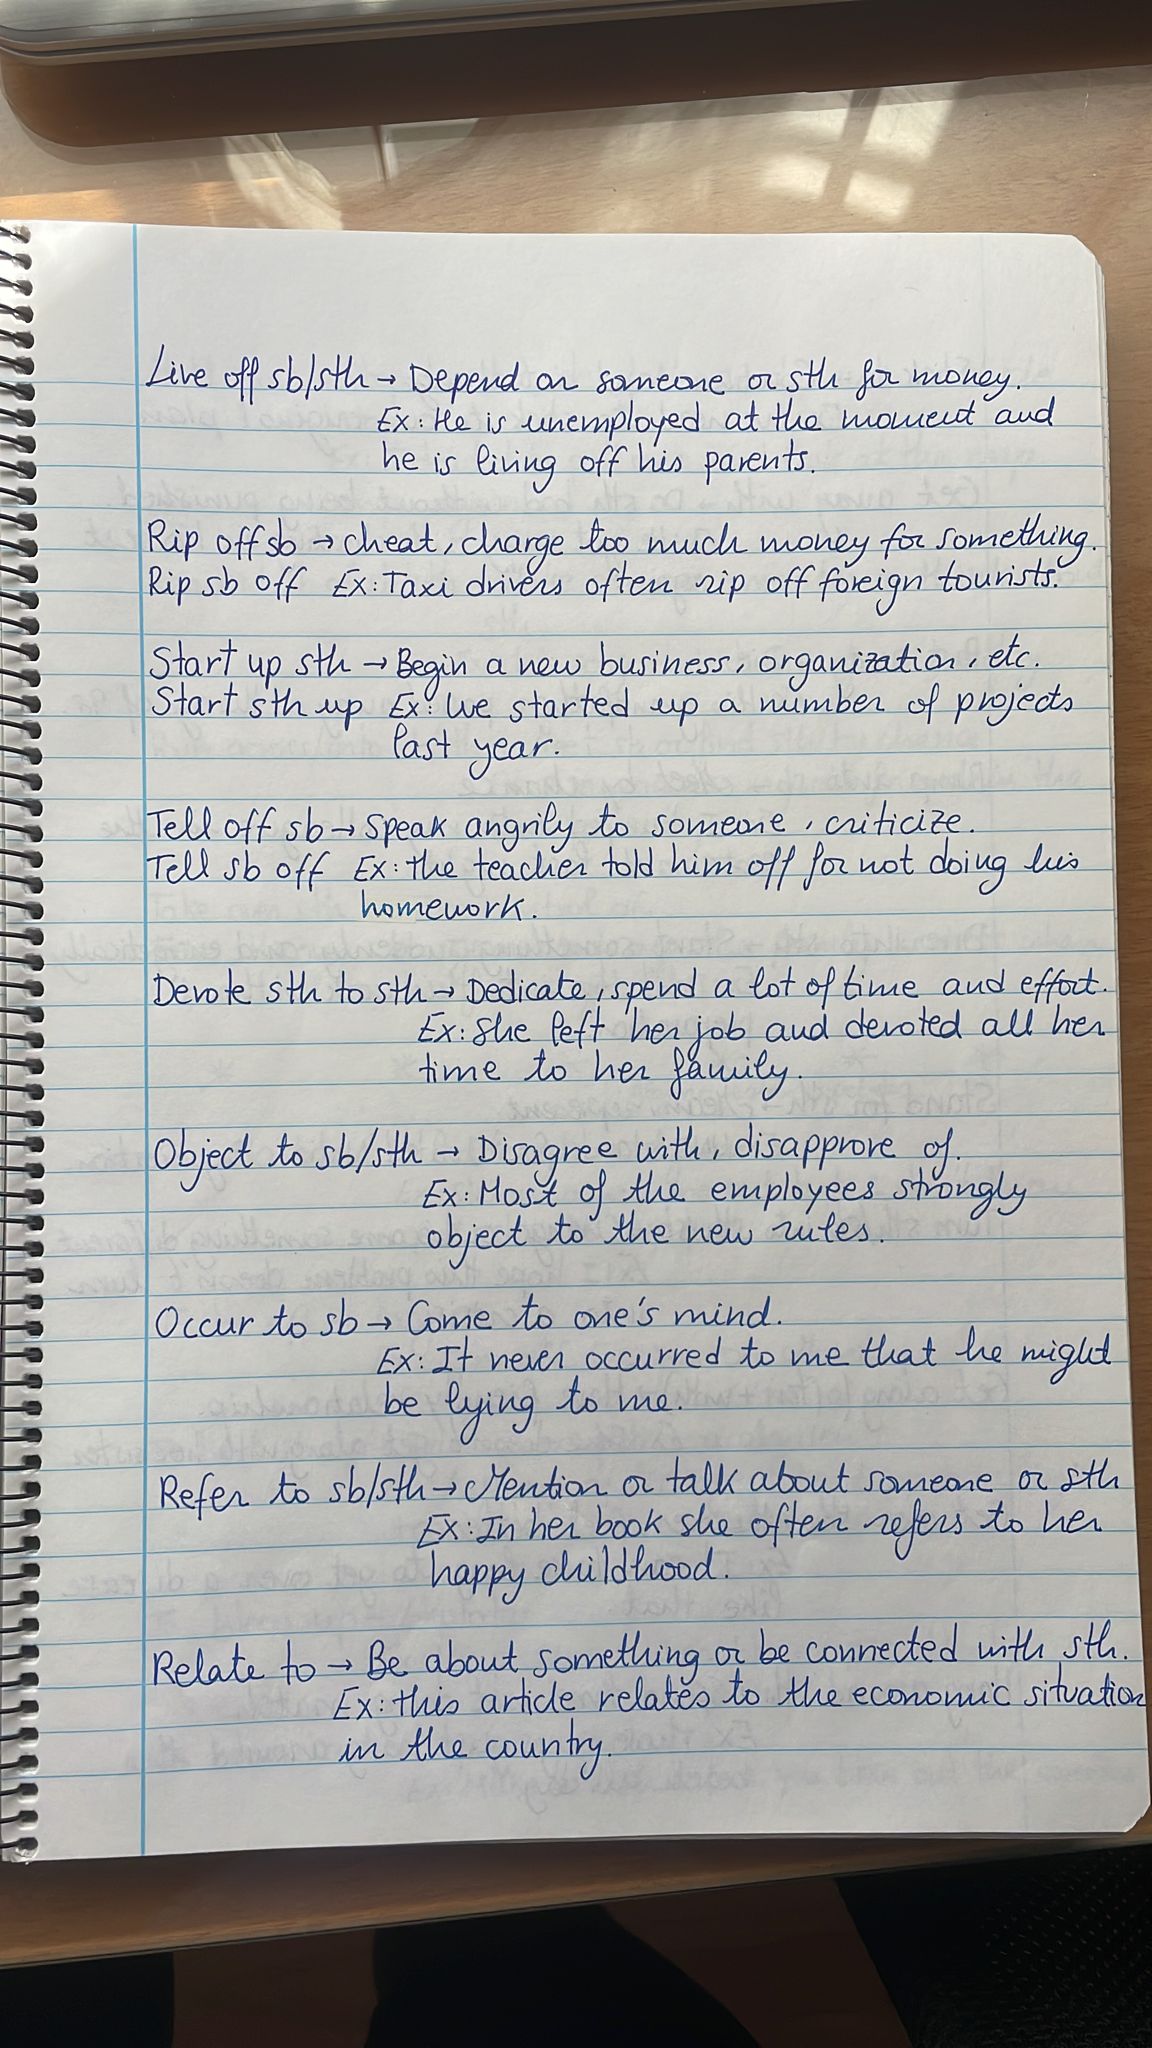 Live off sb/sth → Depend on someone or sth for money.
Ex: He is unemployed at the moment and
he is living off his parents.
Rip off sb → cheat, charge too much money for something.
Rip sb off Ex: Taxi drivers often rip off foreign tourists.
Start up sth → Begin a new business, organization, etc.
Start sth up Ex: We started up a number of projects
last year.
Tell off sb → Speak angrily to someone, criticize.
Tell sb off Ex: The teacher told him off for not doing his
homework.
Devote sth to sth → Dedicate, spend a lot of time and effort.
Ex: She left her job and devoted all her
time to her family.
Object to sb/sth → Disagree with, disapprove of.
Ex: Most of the employees strongly
object to the new rules.
Occur to sb → Come to one's mind.
Ex: It never occurred to me that he might
be lying to me.
Refer to sb/sth → Mention or talk about someone or sth
Ex: In her book she often refers to her
happy childhood.
Relate to → Be about something or be connected with sth.
Ex: This article relates to the economic situation
in the country.